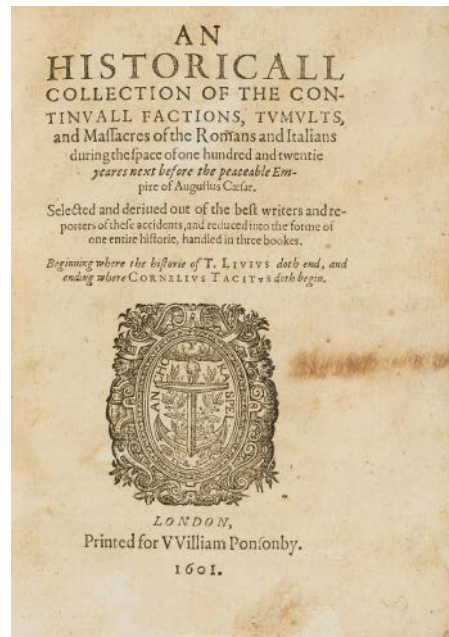 AN
HISTORICALL
COLLECTION OF THE CON-
TINVALL FACTIONS, TVMVLTS,
and Maſſacres of the Romans and Italians
during the ſpace of one hundred and twentie
yeares next before the peaceable Em-
pire of Auguſtus Cæſar.
Selected and deriued out of the beſt writers and re-
porters of theſe accidents, and reduced into the forme of
one entire hiſtorie, handled in three bookes.
Beginning where the hiſtorie of T. LIVIVS doth end, and
ending where CORNELIVS TACITVS doth begin.
ANCHORA SPEI
LONDON,
Printed for VVilliam Ponſonby.
1601.